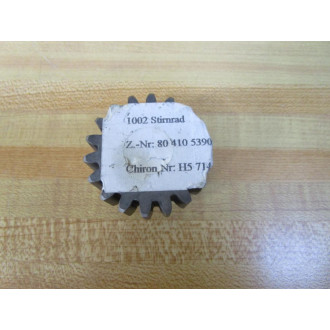 1002 Stirnrad
Z.-Nr: 80 410 5390
Chiron Nr: H5 714